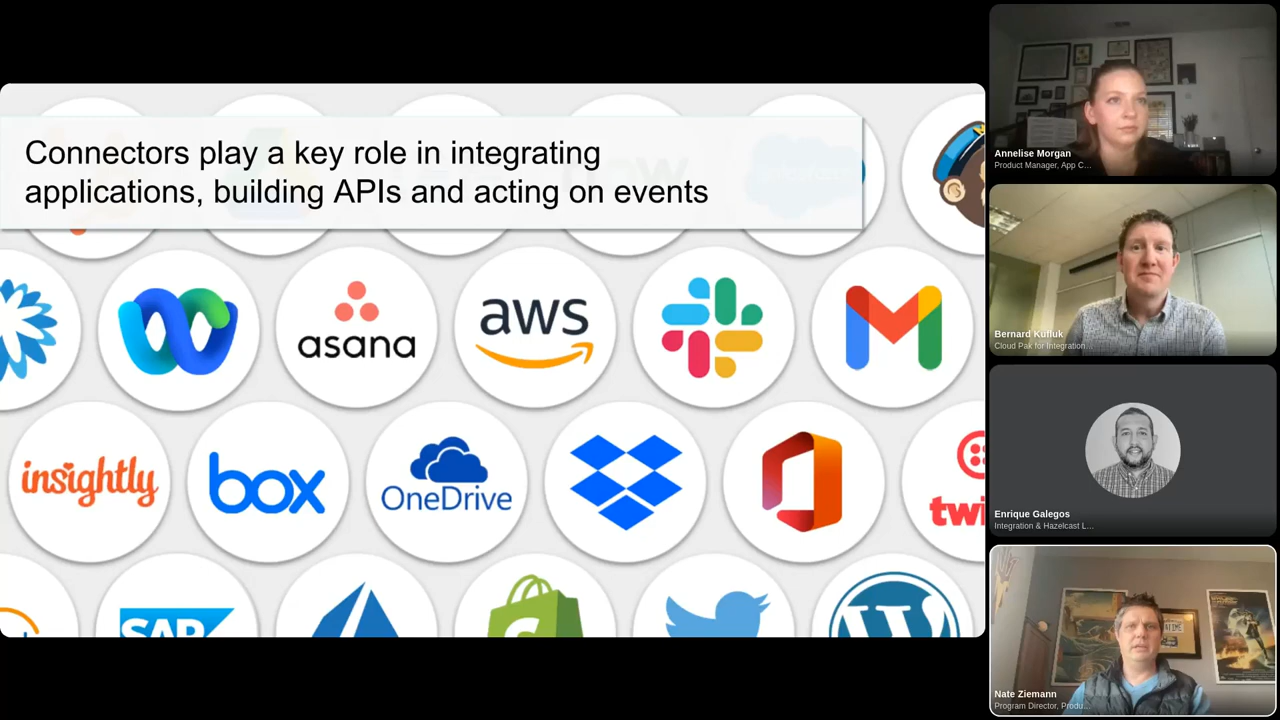 Connectors play a key role in integrating
applications, building APIs and acting on events
asana
aws
insightly
box
OneDrive
SAP
Annelise Morgan
Product Manager, App C...
Bernard Kufluk
Cloud Pak for Integration...
Enrique Galegos
Integration & Hazelcast L...
Nate Ziemann
Program Director, Produ...